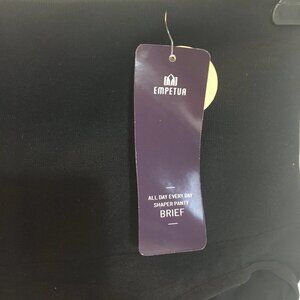 EMPETUA
ALL DAY EVERY DAY
SHAPER PANTY
BRIEF